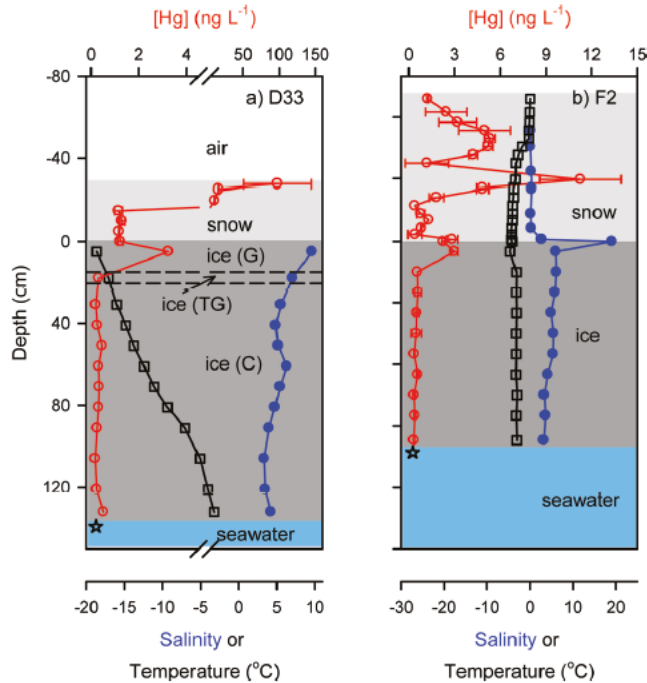 [Hg] (ng L-1) [Hg] (ng L-1)
0 2 4 50 100 150 0 3 6 9 12 15
-80
a) D33 b) F2
air
-40
snow snow
0
ice (G)
ice (TG)
40
ice (C) ice
80
120
seawater
seawater
Depth (cm)
-20 -15 -10 -5 0 5 10 -30 -20 -10 0 10 20
Salinity or Salinity or
Temperature (oC) Temperature (oC)